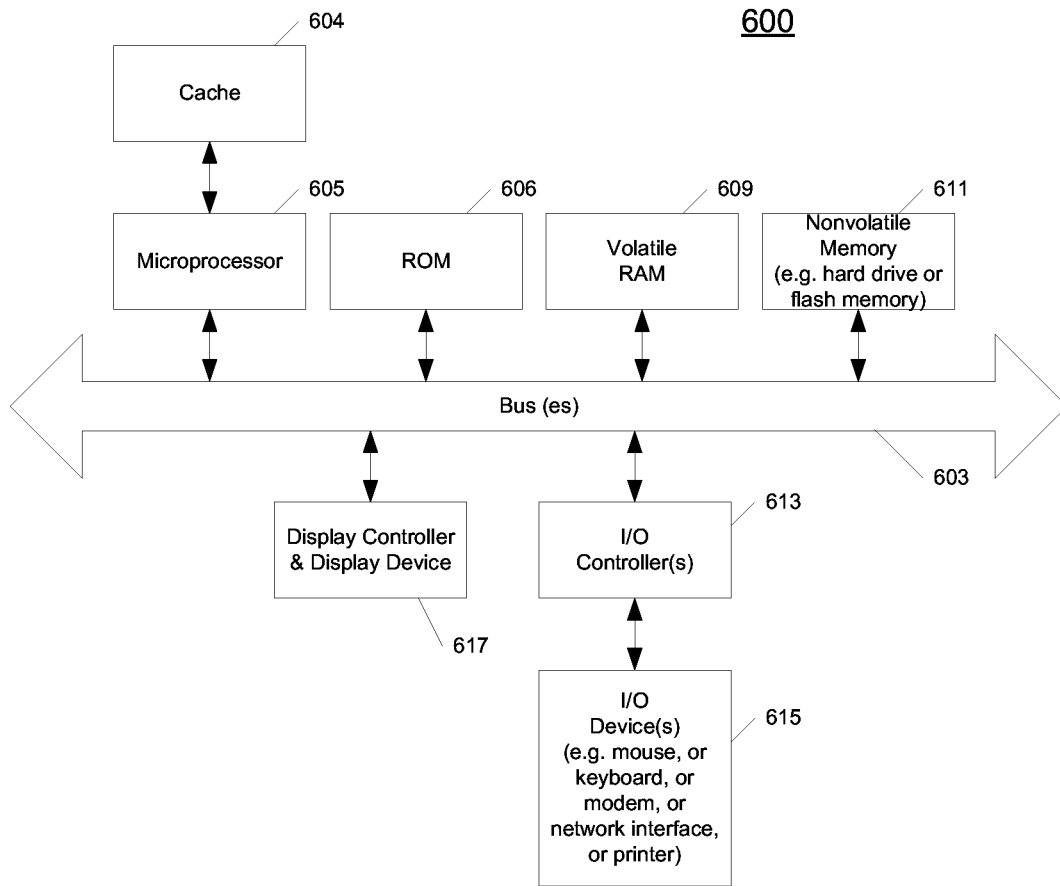 600
604
Cache
605
Microprocessor
606
ROM
609
Volatile
RAM
611
Nonvolatile
Memory
(e.g. hard drive or
flash memory)
Bus (es)
603
Display Controller
& Display Device
617
613
I/O
Controller(s)
I/O
Device(s)
(e.g. mouse, or
keyboard, or
modem, or
network interface,
or printer)
615